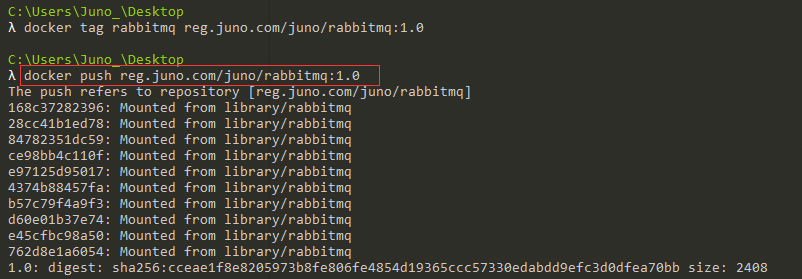 C:\Users\Juno_\Desktop
λ docker tag rabbitmq reg.juno.com/juno/rabbitmq:1.0
C:\Users\Juno_\Desktop
λ docker push reg.juno.com/juno/rabbitmq:1.0
The push refers to repository [reg.juno.com/juno/rabbitmq]
168c37282396: Mounted from library/rabbitmq
28cc41b1ed78: Mounted from library/rabbitmq
84782351dc59: Mounted from library/rabbitmq
ce98bb4c110f: Mounted from library/rabbitmq
e97125d95017: Mounted from library/rabbitmq
4374b88457fa: Mounted from library/rabbitmq
b57c79f4a9f3: Mounted from library/rabbitmq
d60e01b37e74: Mounted from library/rabbitmq
e45cfbc98a50: Mounted from library/rabbitmq
762d8e1a6054: Mounted from library/rabbitmq
1.0: digest: sha256:cceae1f8e8205973b8fe806fe4854d19365ccc57330edabdd9efc3d0dfea70bb size: 2408